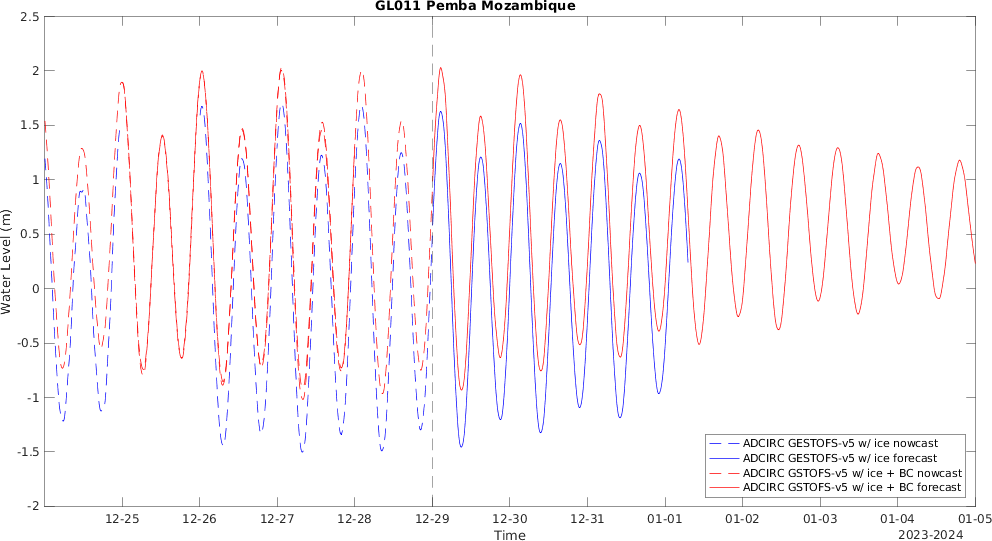 GL011 Pemba Mozambique
2.5
2
1.5
1
0.5
0
-0.5
-1
-1.5
-2
Water Level (m)
ADCIRC GESTOFS-v5 w/ ice nowcast
ADCIRC GESTOFS-v5 w/ ice forecast
ADCIRC GSTOFS-v5 w/ ice + BC nowcast
ADCIRC GSTOFS-v5 w/ ice + BC forecast
12-25 12-26 12-27 12-28 12-29 12-30 12-31 01-01 01-02 01-03 01-04 01-05
Time
2023-2024